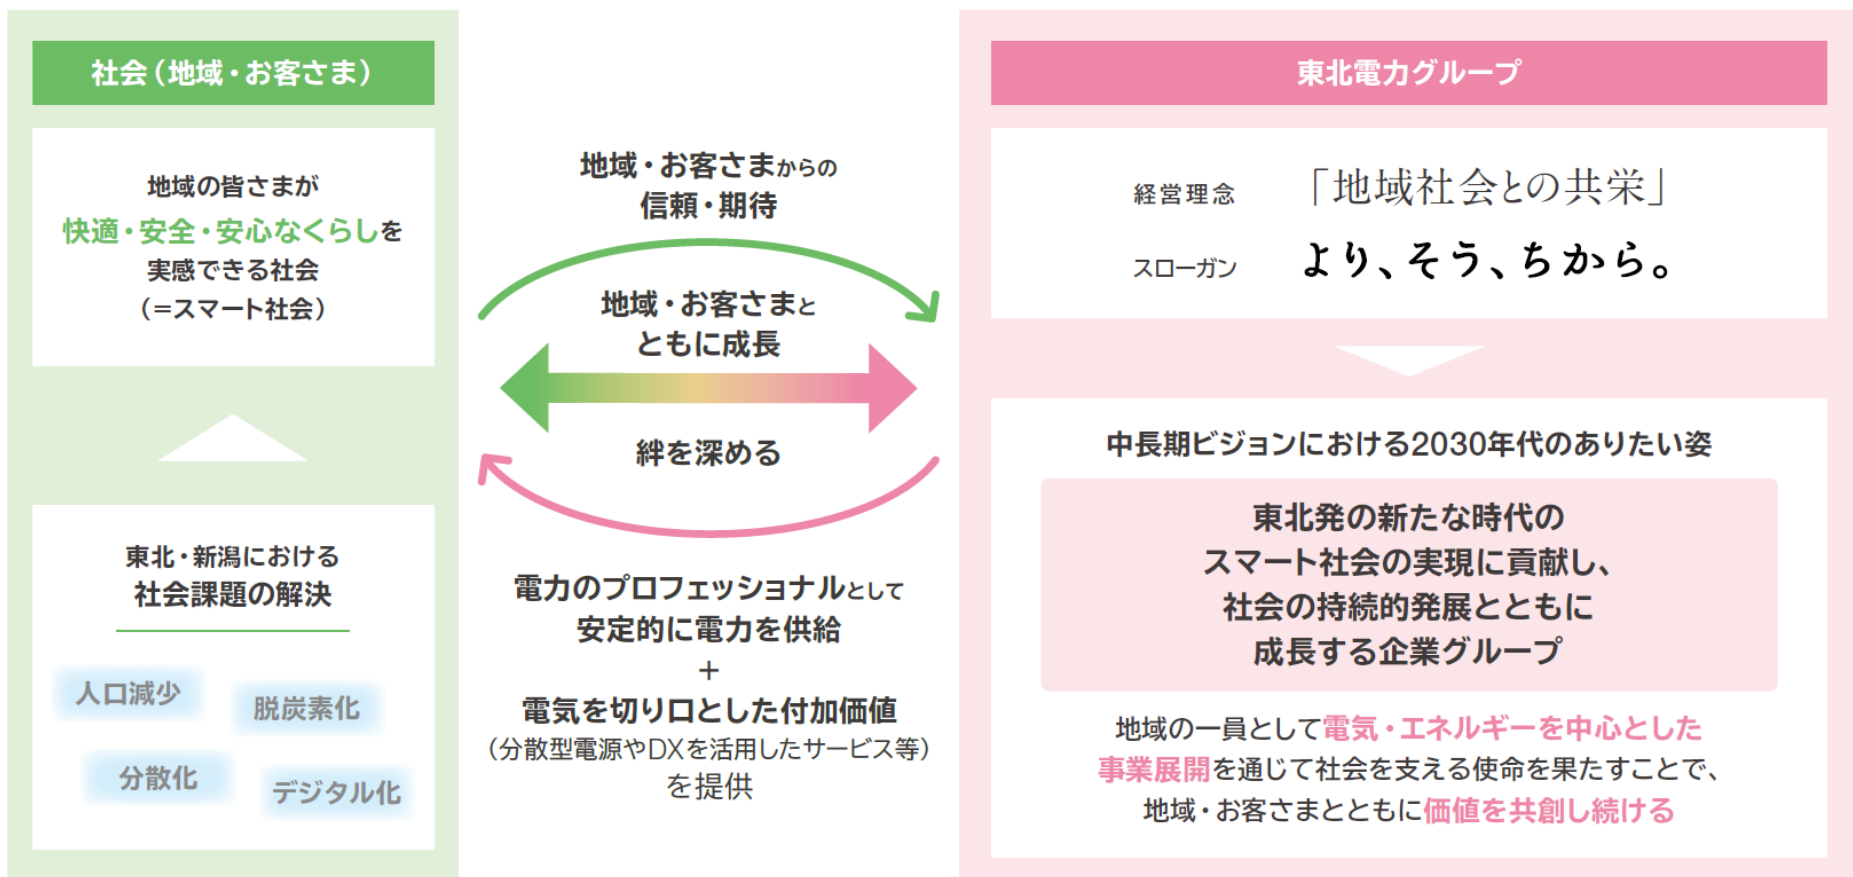 社会（地域・お客さま）
地域の皆さまが
快適・安全・安心なくらしを
実感できる社会
（＝スマート社会）
東北・新潟における
社会課題の解決
人口減少
脱炭素化
分散化
デジタル化
地域・お客さまからの
信頼・期待
地域・お客さまと
ともに成長
絆を深める
電力のプロフェッショナルとして
安定的に電力を供給
＋
電気を切り口とした付加価値
（分散型電源やDXを活用したサービス等）
を提供
東北電力グループ
経営理念 「地域社会との共栄」
スローガン より、そう、ちから。
中長期ビジョンにおける2030年代のありたい姿
東北発の新たな時代の
スマート社会の実現に貢献し、
社会の持続的発展とともに
成長する企業グループ
地域の一員として電気・エネルギーを中心とした
事業展開を通じて社会を支える使命を果たすことで、
地域・お客さまとともに価値を共創し続ける